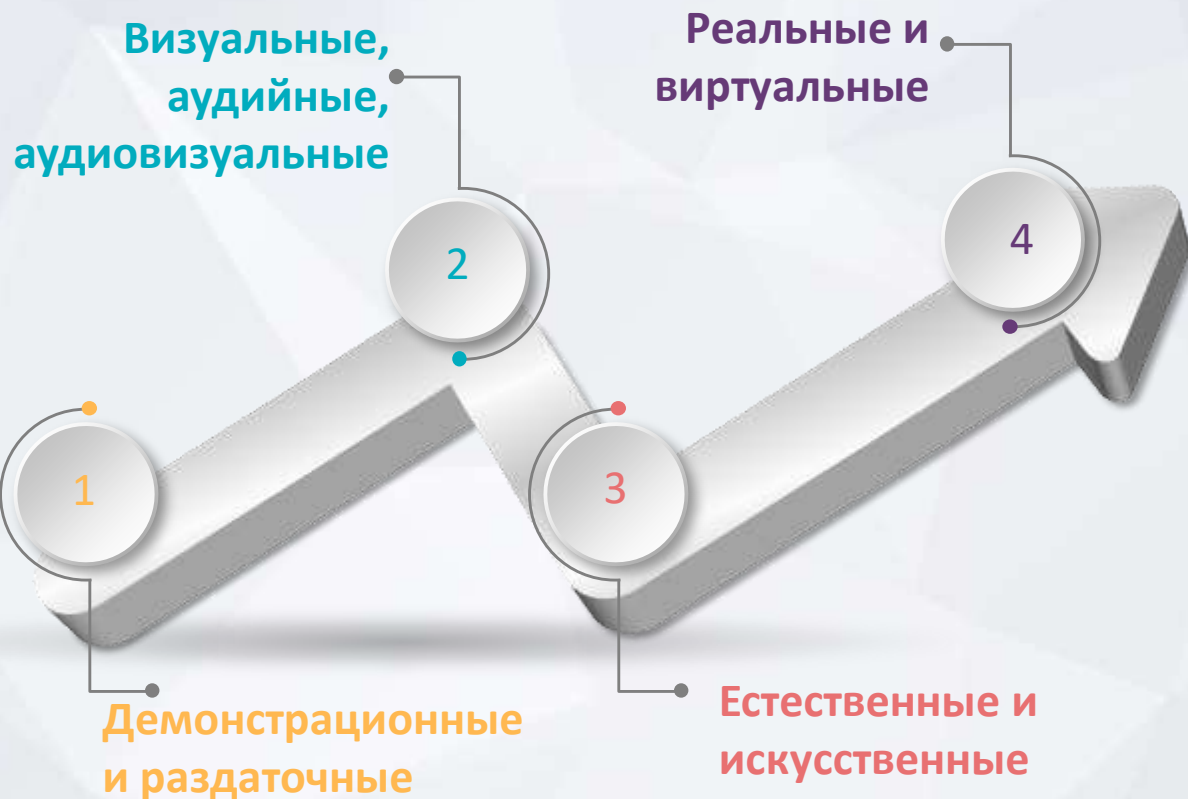 Визуальные,
аудийные,
аудиовизуальные
Реальные и
виртуальные
2
4
1
3
Демонстрационные
и раздаточные
Естественные и
искусственные